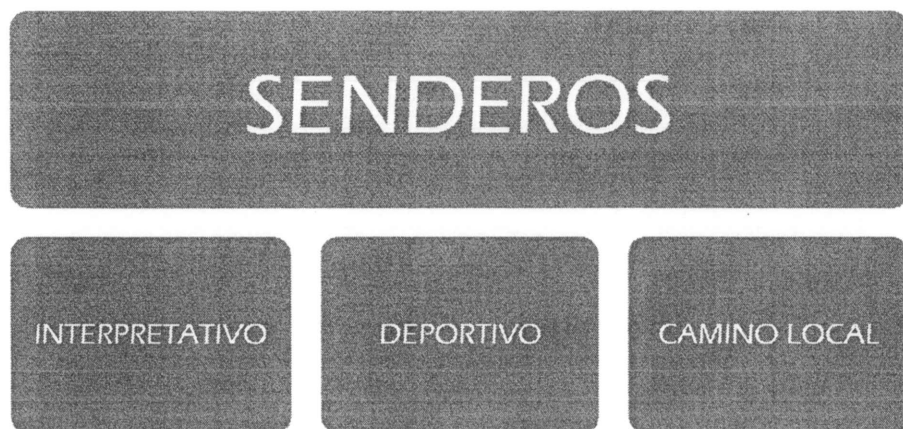 SENDEROS
INTERPRETATIVO
DEPORTIVO
CAMINO LOCAL